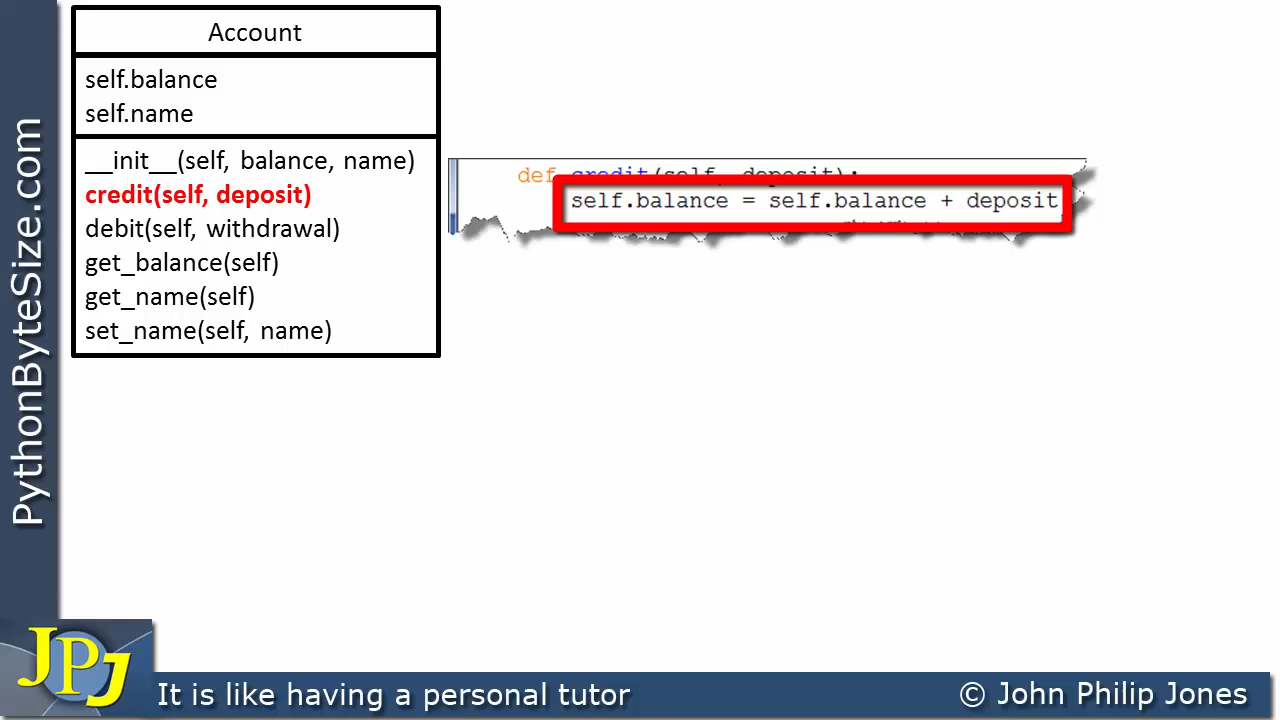 Account
self.balance
self.name
__init__(self, balance, name)
credit(self, deposit)
debit(self, withdrawal)
get_balance(self)
get_name(self)
set_name(self, name)
def credit(self, deposit):
self.balance = self.balance + deposit
PythonByteSize.com
JPJ
It is like having a personal tutor
© John Philip Jones